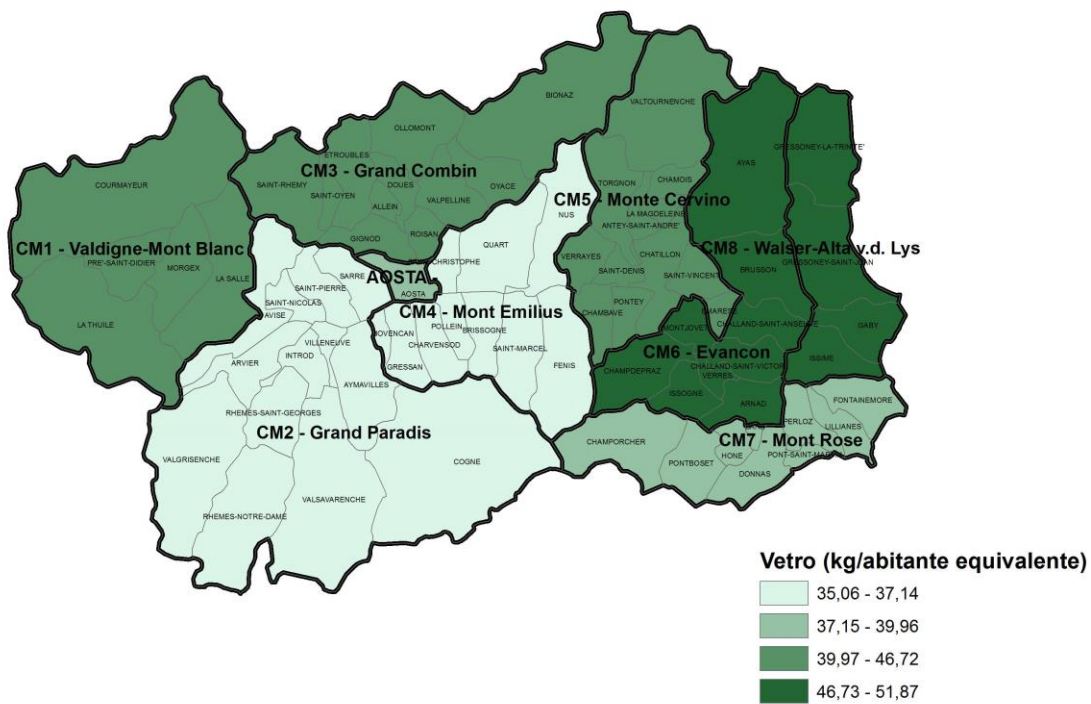 BIONAZ
VALTOURNENCHE
OLLOMONT
GRESSONEY-LA-TRINITE'
ETROUBLES
AYAS
CM3 - Grand Combin
SAINT-RHEMY
OYACE
COURMAYEUR
DOUES
TORGNON
CHAMOIS
SAINT-OYEN
VALPELLINE
ALLEIN
CM5 - Monte Cervino
LA MAGDELEINE
NUS
ANTEY-SAINT-ANDRE'
GIGNOD
ROISAN
QUART
CM1 - Valdigne-Mont Blanc
CM8 - Walser-Alta v.d. Lys
VERRAYES
CHATILLON
PRE'-SAINT-DIDIER
MORGEX
CHRISTOPHE
GRESSONEY-SAINT-JEAN
BRUSSON
SAINT-DENIS
SAINT-VINCENT
LA SALLE
SARRE
AOSTA -
SAINT-PIERRE
AOSTA
SAINT-NICOLAS
PONTEY
CHAMBAVE
AVISE
CM4 - Mont Emilius
LA THUILE
POLLEIN
BRISSOGNE
MONTJOVET
CHALLAND-SAINT-ANSELME
GABY
JOVENCAN
VILLENEUVE
CHARVENSOD
SAINT-MARCEL
CM6 - Evancon
INTROD
ISSIME
ARVIER
FENIS
GRESSAN
CHALLAND-SAINT-VICTOR
CHAMPDEPRAZ
VERRES
AYMAVILLES
ISSOGNE
ARNAD
FONTAINEMORE
RHEMES-SAINT-GEORGES
PERLOZ
LILLIANES
CM2 - Grand Paradis
CM7 - Mont Rose
CHAMPORCHER
HONE
PONT-SAINT-MARTIN
VALGRISENCHE
COGNE
PONTBOSET
DONNAS
VALSAVARENCHE
RHEMES-NOTRE-DAME
Vetro (kg/abitante equivalente)
35,06 - 37,14
37,15 - 39,96
39,97 - 46,72
46,73 - 51,87